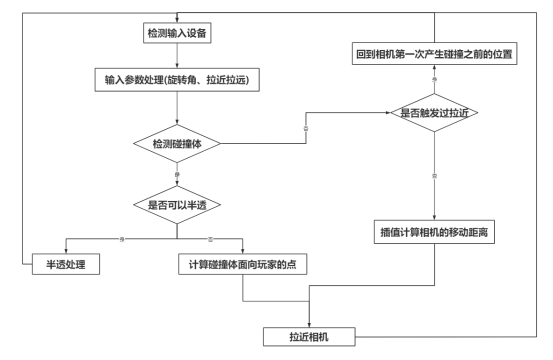 检测输入设备
回到相机第一次产生碰撞之前的位置
输入参数处理(旋转角、拉近拉远)
是
是否触发过拉近
否
检测碰撞体
是
否
是否可以半透
插值计算相机的移动距离
是
否
半透处理
计算碰撞体面向玩家的点
拉近相机